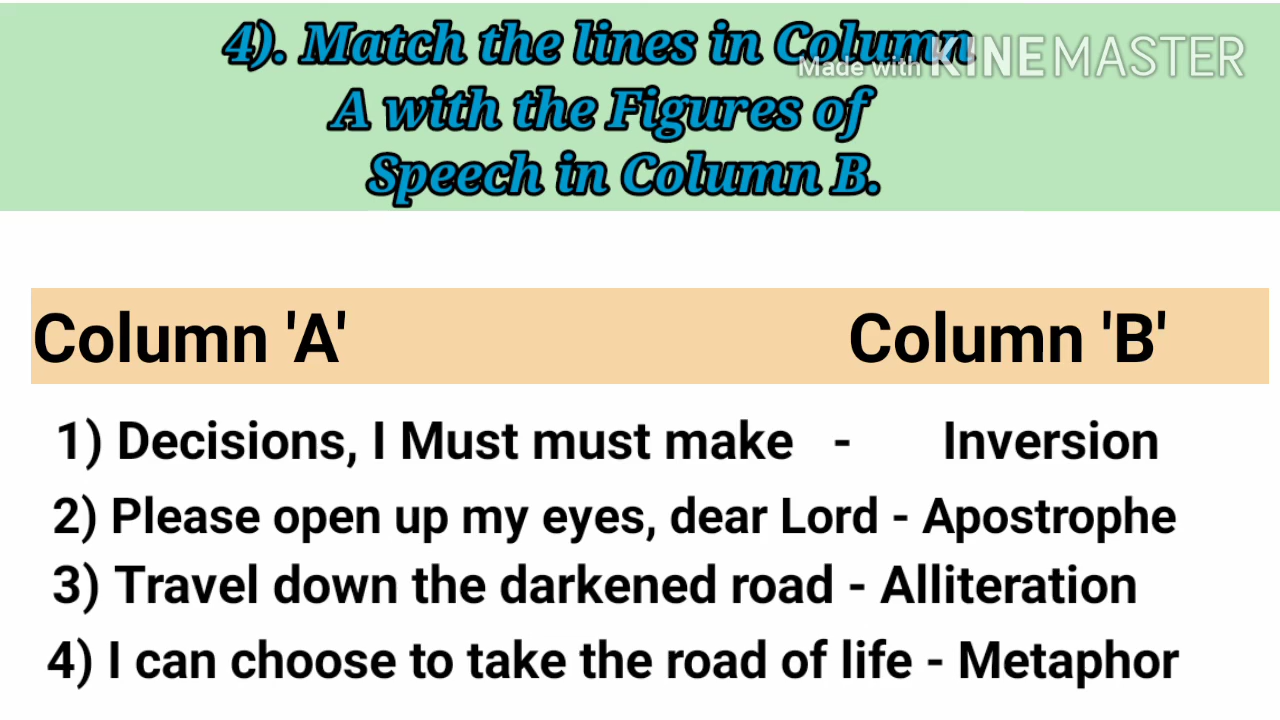 4). Match the lines in Column
Made with KINEMASTER
A with the Figures of
Speech in Column B.
Column 'A' Column 'B'
1) Decisions, I Must must make - Inversion
2) Please open up my eyes, dear Lord - Apostrophe
3) Travel down the darkened road - Alliteration
4) I can choose to take the road of life - Metaphor